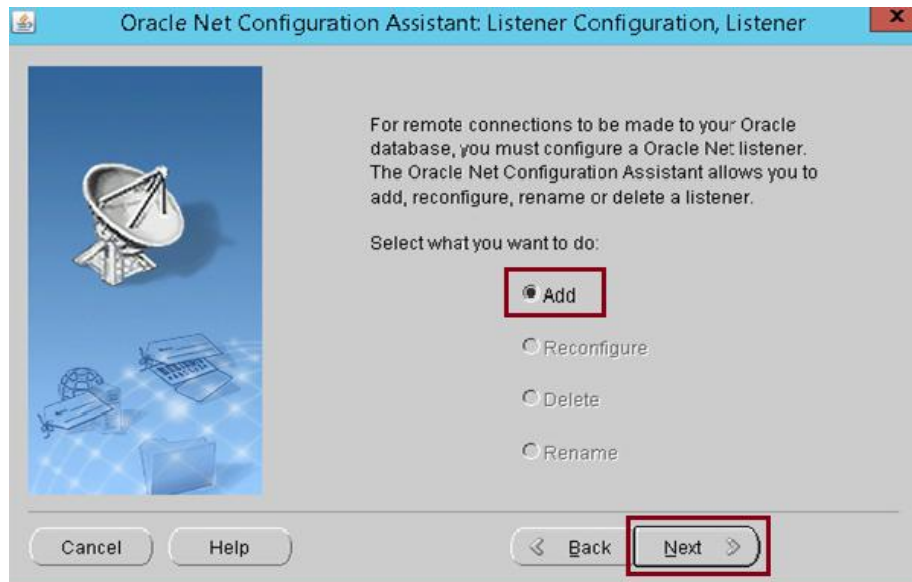 Oracle Net Configuration Assistant: Listener Configuration, Listener
x
For remote connections to be made to your Oracle
database, you must configure a Oracle Net listener.
The Oracle Net Configuration Assistant allows you to
add, reconfigure, rename or delete a listener.
Select what you want to do:
Add
Reconfigure
Delete
Rename
Cancel Help Back Next